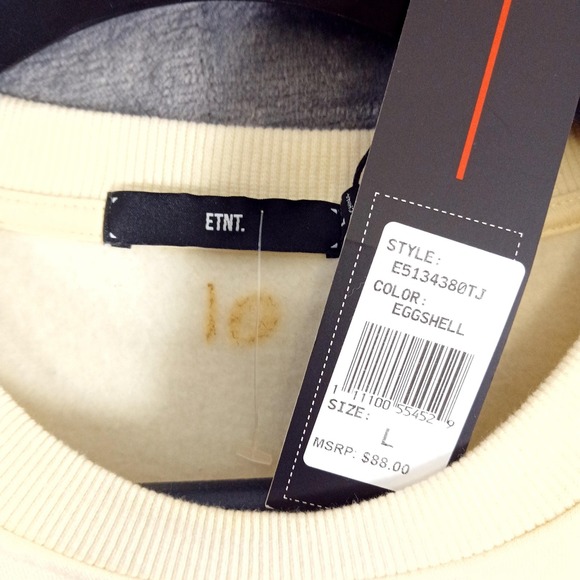 ETNT.
10
STYLE:
E5134380TJ
COLOR:
EGGSHELL
1 11100 55452 9
SIZE:
L
MSRP: $88.00